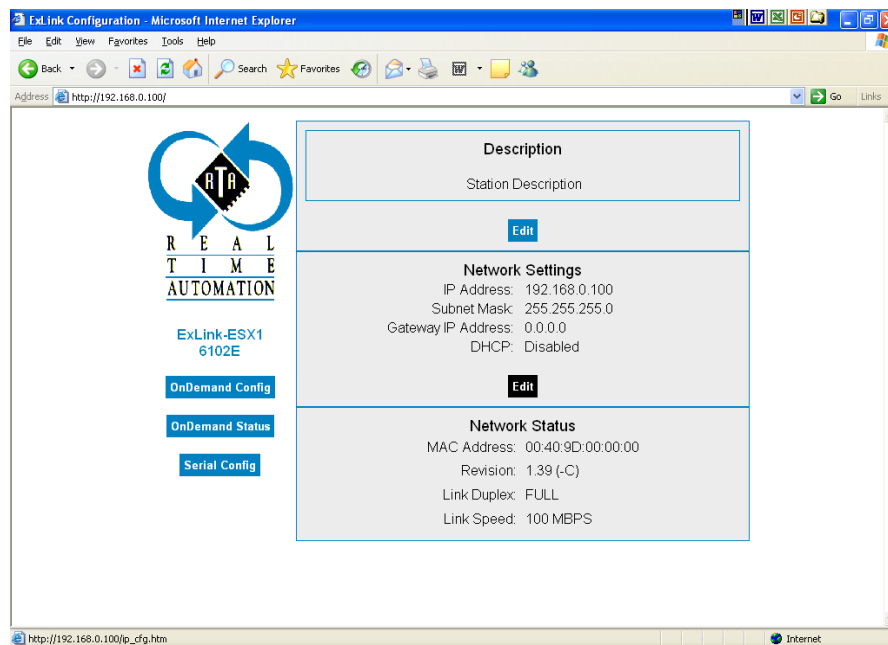 ExLink Configuration - Microsoft Internet Explorer
File Edit View Favorites Tools Help
Back Search Favorites
Address http://192.168.0.100/ Go Links
RTA
REAL
TIME
AUTOMATION
ExLink-ESX1
6102E
OnDemand Config
OnDemand Status
Serial Config
Description
Station Description
Edit
Network Settings
IP Address: 192.168.0.100
Subnet Mask: 255.255.255.0
Gateway IP Address: 0.0.0.0
DHCP: Disabled
Edit
Network Status
MAC Address: 00:40:9D:00:00:00
Revision: 1.39 (-C)
Link Duplex: FULL
Link Speed: 100 MBPS
http://192.168.0.100/ip_cfg.htm Internet